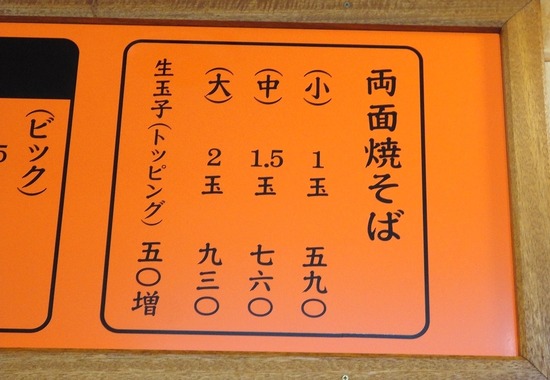 両面焼そば
(小) 1玉 五九〇
(中) 1.5玉 七六〇
(大) 2玉 九三〇
生玉子(トッピング) 五〇増
(ビック)